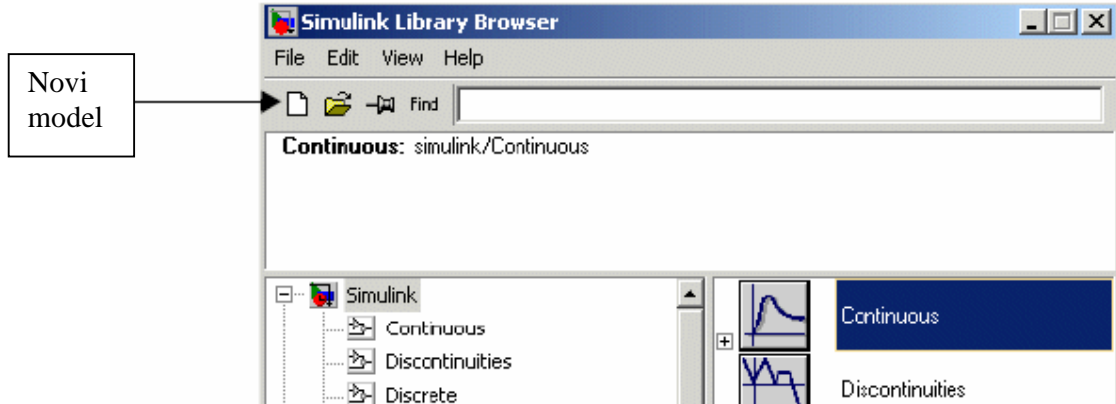 Simulink Library Browser
File Edit View Help
Novi
model
Find
Continuous: simulink/Continuous
Simulink
Continuous
Discontinuities
Discrete
Continuous
Discontinuities